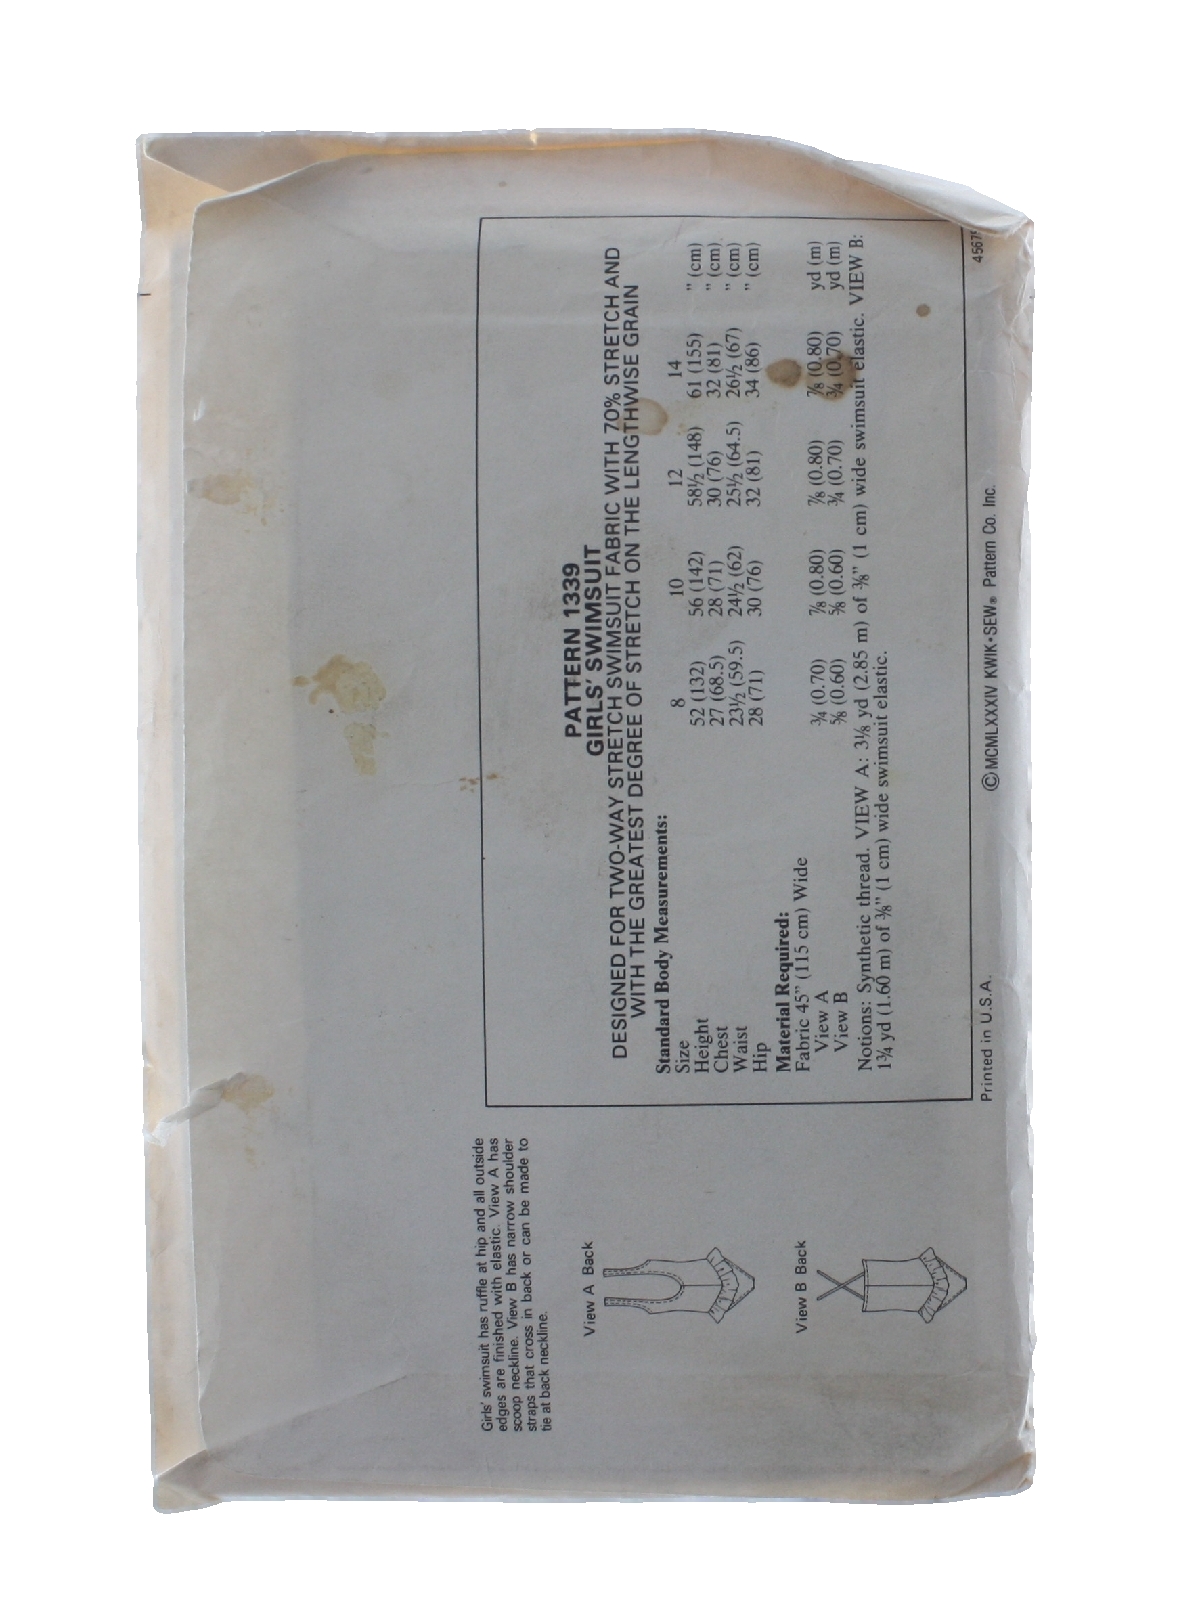 Girls' swimsuit has ruffle at hip and all outside
edges are finished with elastic. View A has
scoop neckline. View B has narrow shoulder
straps that cross in back or can be made to
tie at back neckline.
View A Back
View B Back
PATTERN 1339
GIRLS' SWIMSUIT
DESIGNED FOR TWO-WAY STRETCH SWIMSUIT FABRIC WITH 70% STRETCH AND
WITH THE GREATEST DEGREE OF STRETCH ON THE LENGTHWISE GRAIN
Standard Body Measurements:
Size 8 10 12 14
Height 52 (132) 56 (142) 58½ (148) 61 (155) " (cm)
Chest 27 (68.5) 28 (71) 30 (76) 32 (81) " (cm)
Waist 23½ (59.5) 24½ (62) 25½ (64.5) 26½ (67) " (cm)
Hip 28 (71) 30 (76) 32 (81) 34 (86) " (cm)
Material Required:
Fabric 45" (115 cm) Wide
View A ¾ (0.70) ⅞ (0.80) ⅞ (0.80) ⅞ (0.80) yd (m)
View B ⅝ (0.60) ⅝ (0.60) ¾ (0.70) ¾ (0.70) yd (m)
Notions: Synthetic thread. VIEW A: 3⅛ yd (2.85 m) of ⅜" (1 cm) wide swimsuit elastic. VIEW B:
1¾ yd (1.60 m) of ⅜" (1 cm) wide swimsuit elastic.
Printed in U.S.A. ©MCMLXXXIV KWIK•SEW® Pattern Co. Inc.